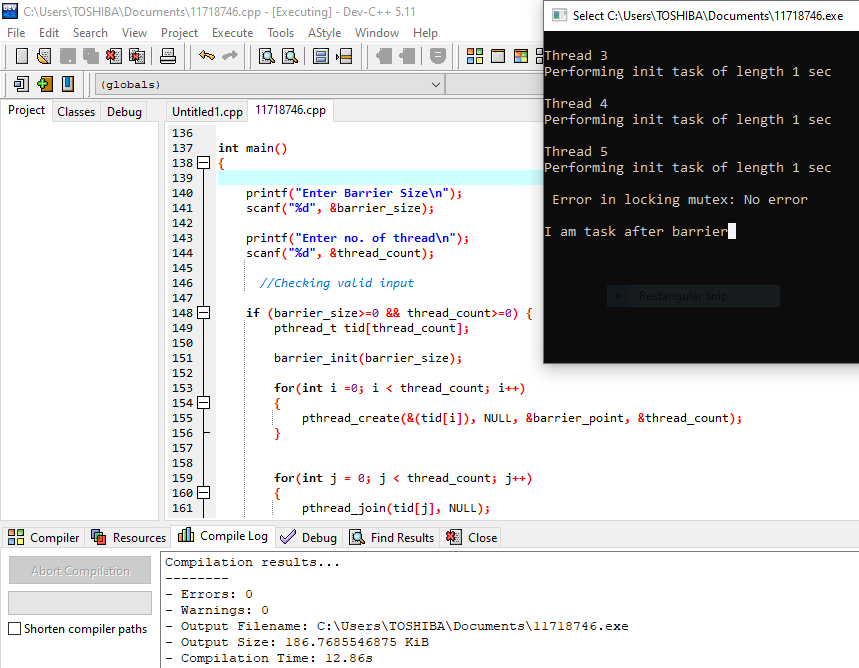 C:\Users\TOSHIBA\Documents\11718746.cpp - [Executing] - Dev-C++ 5.11
File Edit Search View Project Execute Tools AStyle Window Help
(globals)
Project Classes Debug
Untitled1.cpp 11718746.cpp
136
137 int main()
138 {
139
140 printf("Enter Barrier Size\n");
141 scanf("%d", &barrier_size);
142
143 printf("Enter no. of thread\n");
144 scanf("%d", &thread_count);
145
146 //Checking valid input
147
148 if (barrier_size>=0 && thread_count>=0) {
149 pthread_t tid[thread_count];
150
151 barrier_init(barrier_size);
152
153 for(int i =0; i < thread_count; i++)
154 {
155 pthread_create(&(tid[i]), NULL, &barrier_point, &thread_count);
156 }
157
158
159 for(int j = 0; j < thread_count; j++)
160 {
161 pthread_join(tid[j], NULL);
Select C:\Users\TOSHIBA\Documents\11718746.exe
Thread 3
Performing init task of length 1 sec
Thread 4
Performing init task of length 1 sec
Thread 5
Performing init task of length 1 sec
Error in locking mutex: No error
I am task after barrier
Rectangular Snip
Compiler Resources Compile Log Debug Find Results Close
Abort Compilation
Shorten compiler paths
Compilation results...
--------
- Errors: 0
- Warnings: 0
- Output Filename: C:\Users\TOSHIBA\Documents\11718746.exe
- Output Size: 186.7685546875 KiB
- Compilation Time: 12.86s